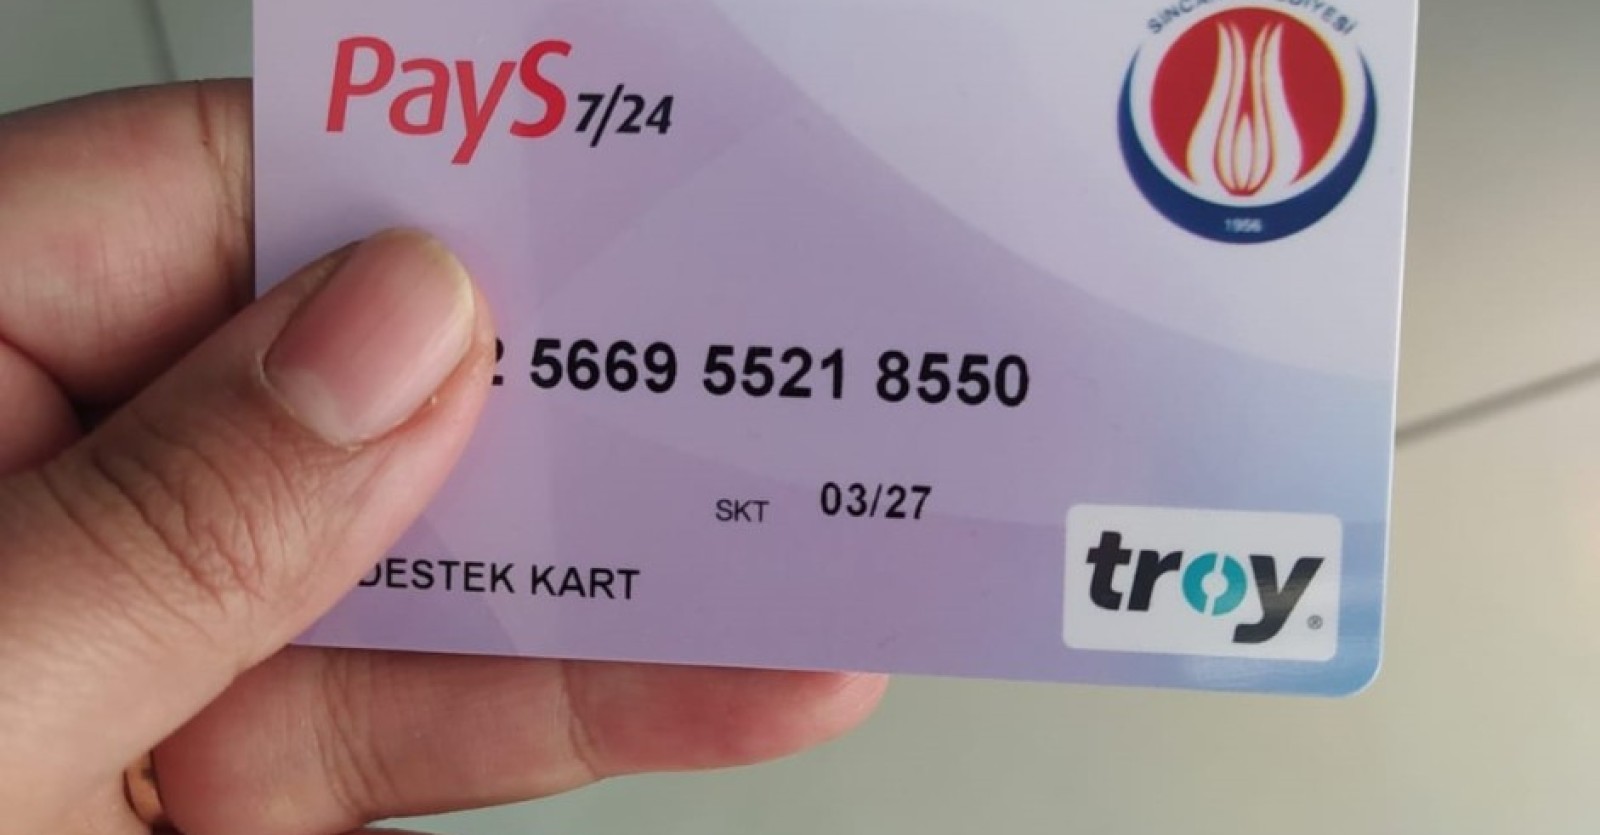 PayS 7/24
1956
2 5669 5521 8550
SKT 03/27
DESTEK KART
troy®